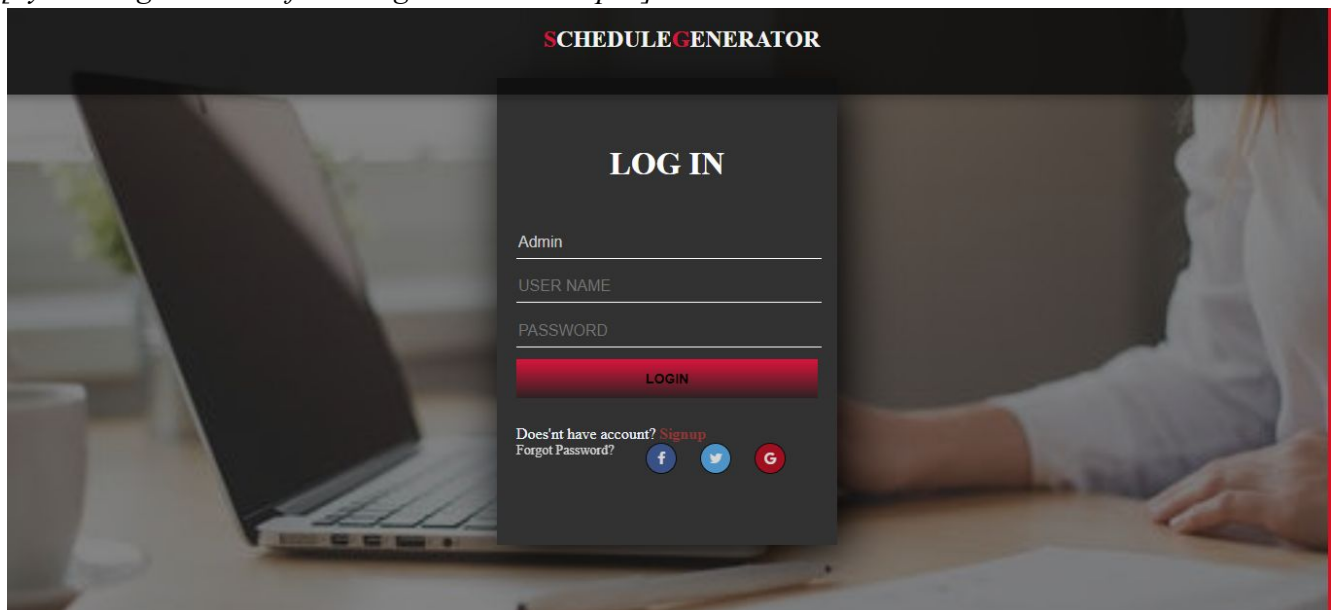 SCHEDULEGENERATOR
LOG IN
Admin
USER NAME
PASSWORD
LOGIN
Does'nt have account? Signup
Forgot Password?
f
G